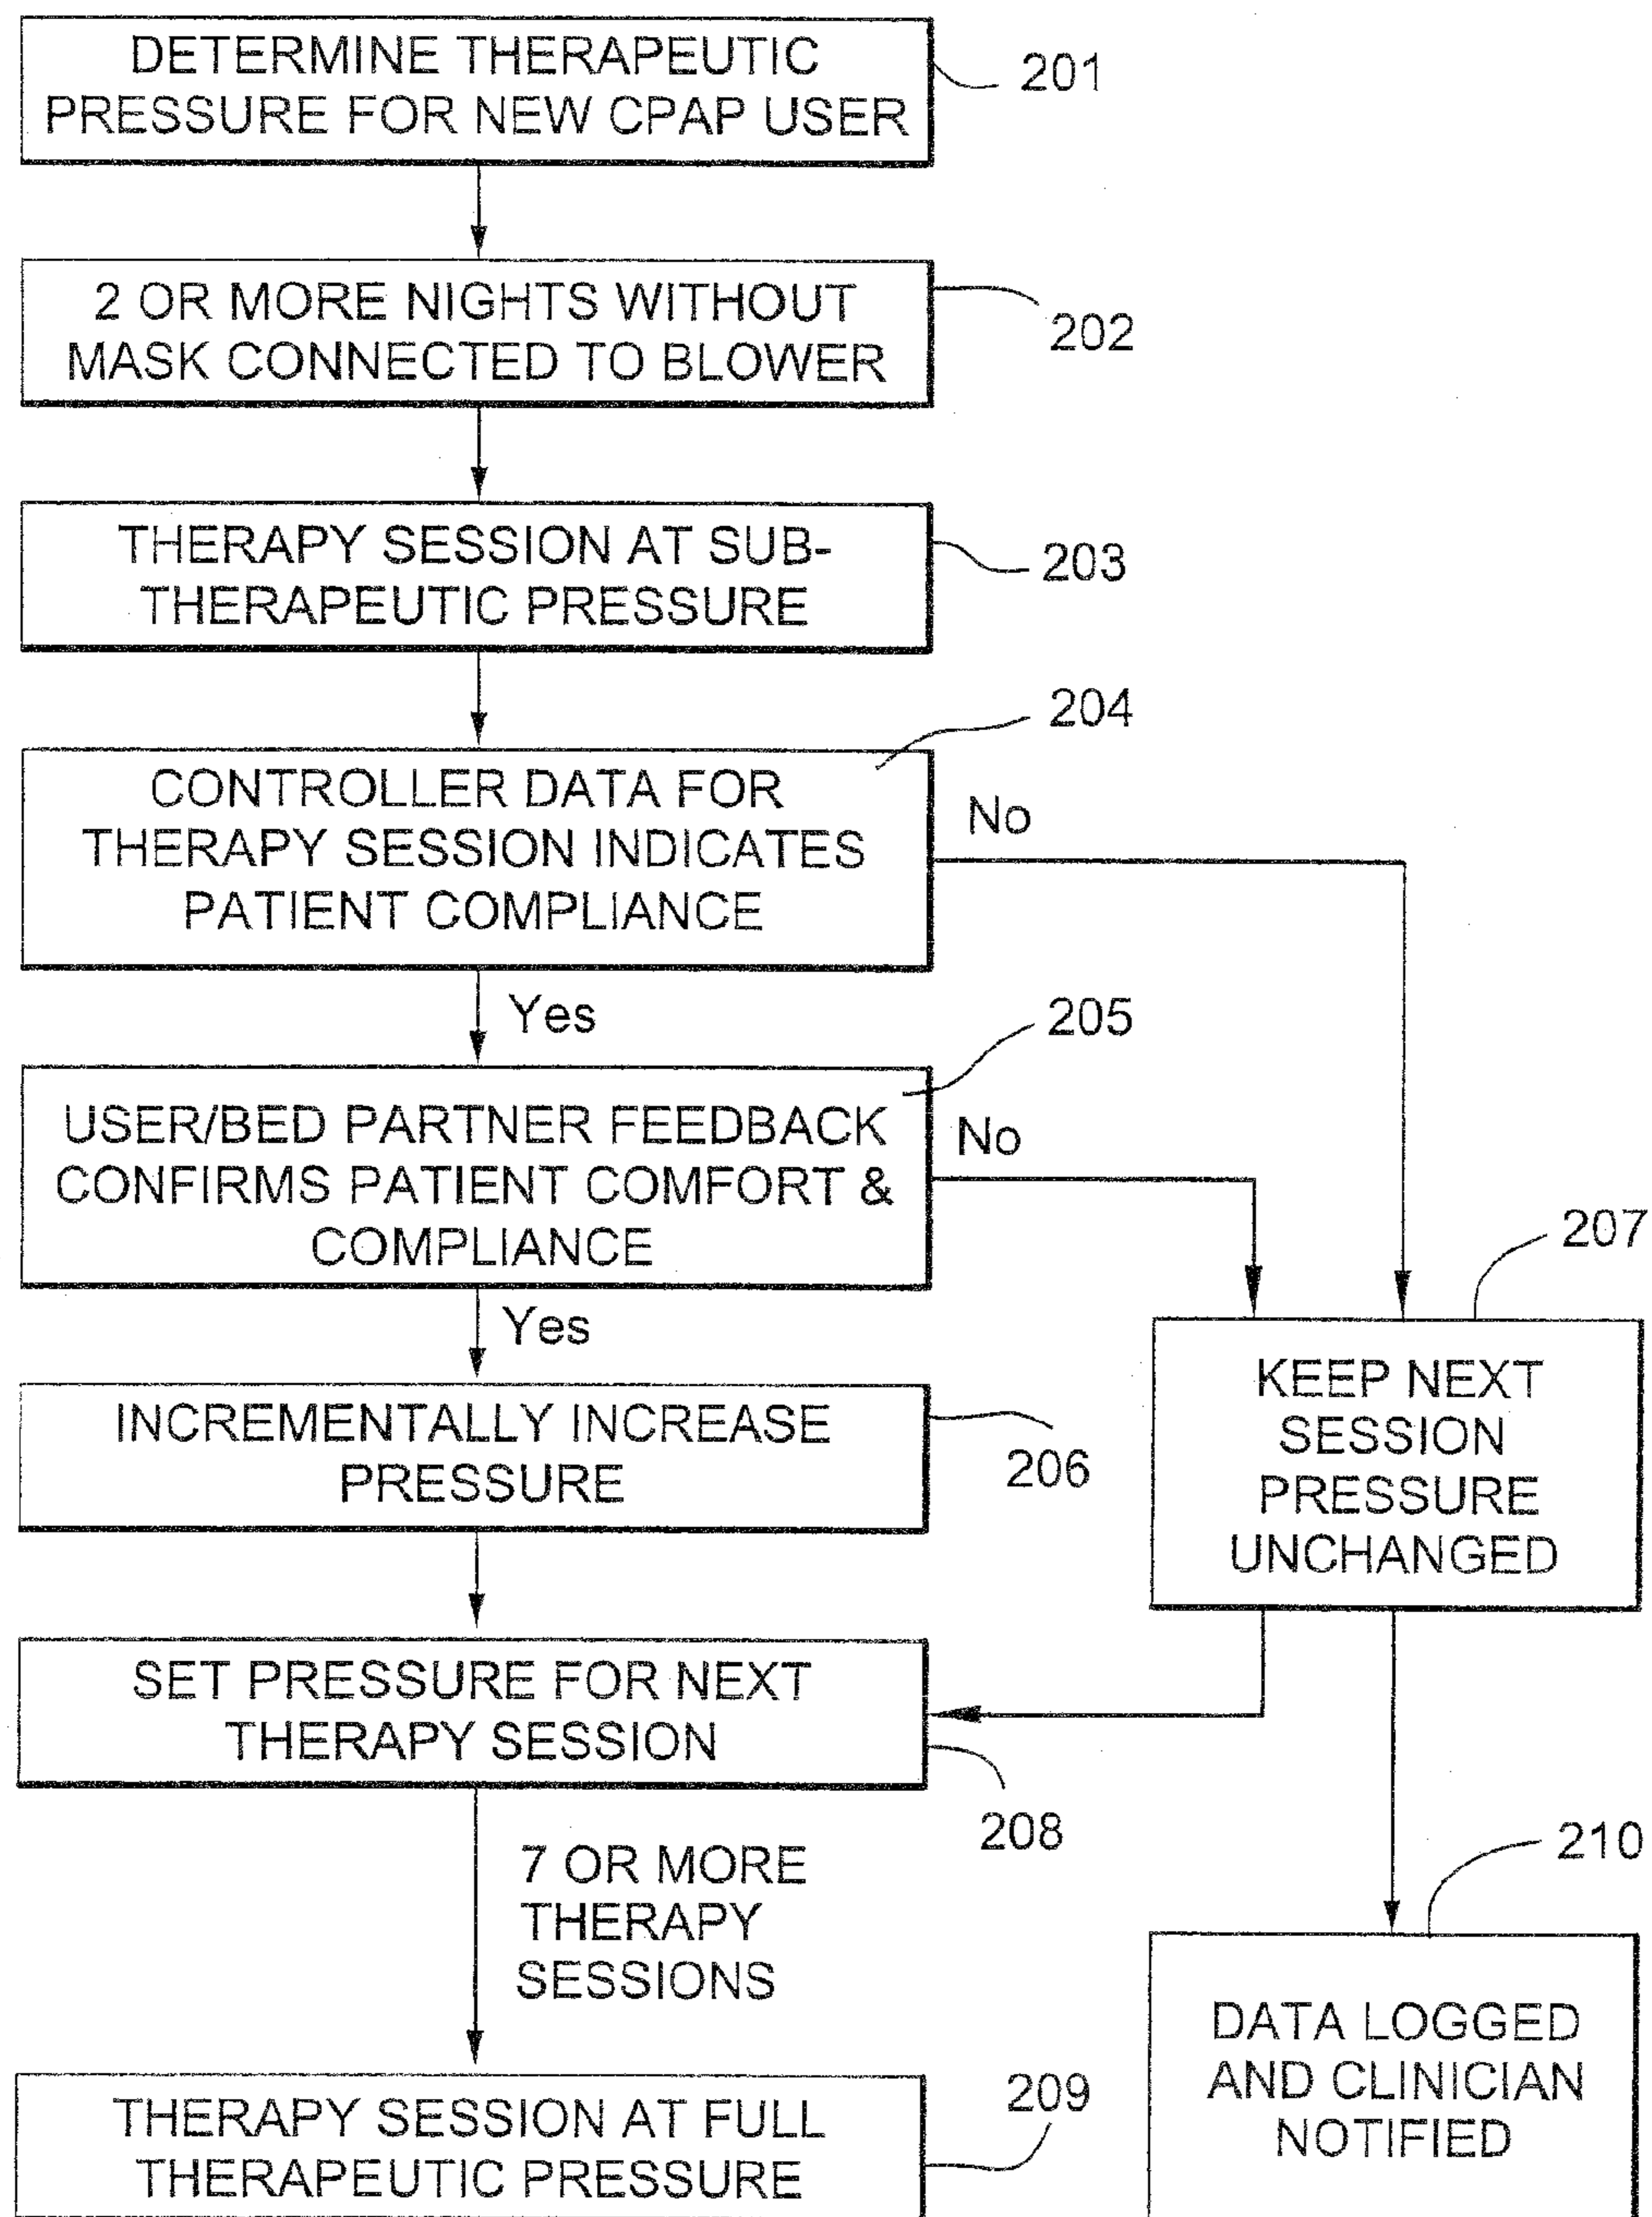 DETERMINE THERAPEUTIC
PRESSURE FOR NEW CPAP USER
201
2 OR MORE NIGHTS WITHOUT
MASK CONNECTED TO BLOWER
202
THERAPY SESSION AT SUB-
THERAPEUTIC PRESSURE
203
204
CONTROLLER DATA FOR
THERAPY SESSION INDICATES
PATIENT COMPLIANCE
No
Yes
205
USER/BED PARTNER FEEDBACK
CONFIRMS PATIENT COMFORT &
COMPLIANCE
No
Yes
207
KEEP NEXT
SESSION
PRESSURE
UNCHANGED
INCREMENTALLY INCREASE
PRESSURE
206
SET PRESSURE FOR NEXT
THERAPY SESSION
208
7 OR MORE
THERAPY
SESSIONS
210
DATA LOGGED
AND CLINICIAN
NOTIFIED
THERAPY SESSION AT FULL
THERAPEUTIC PRESSURE
209